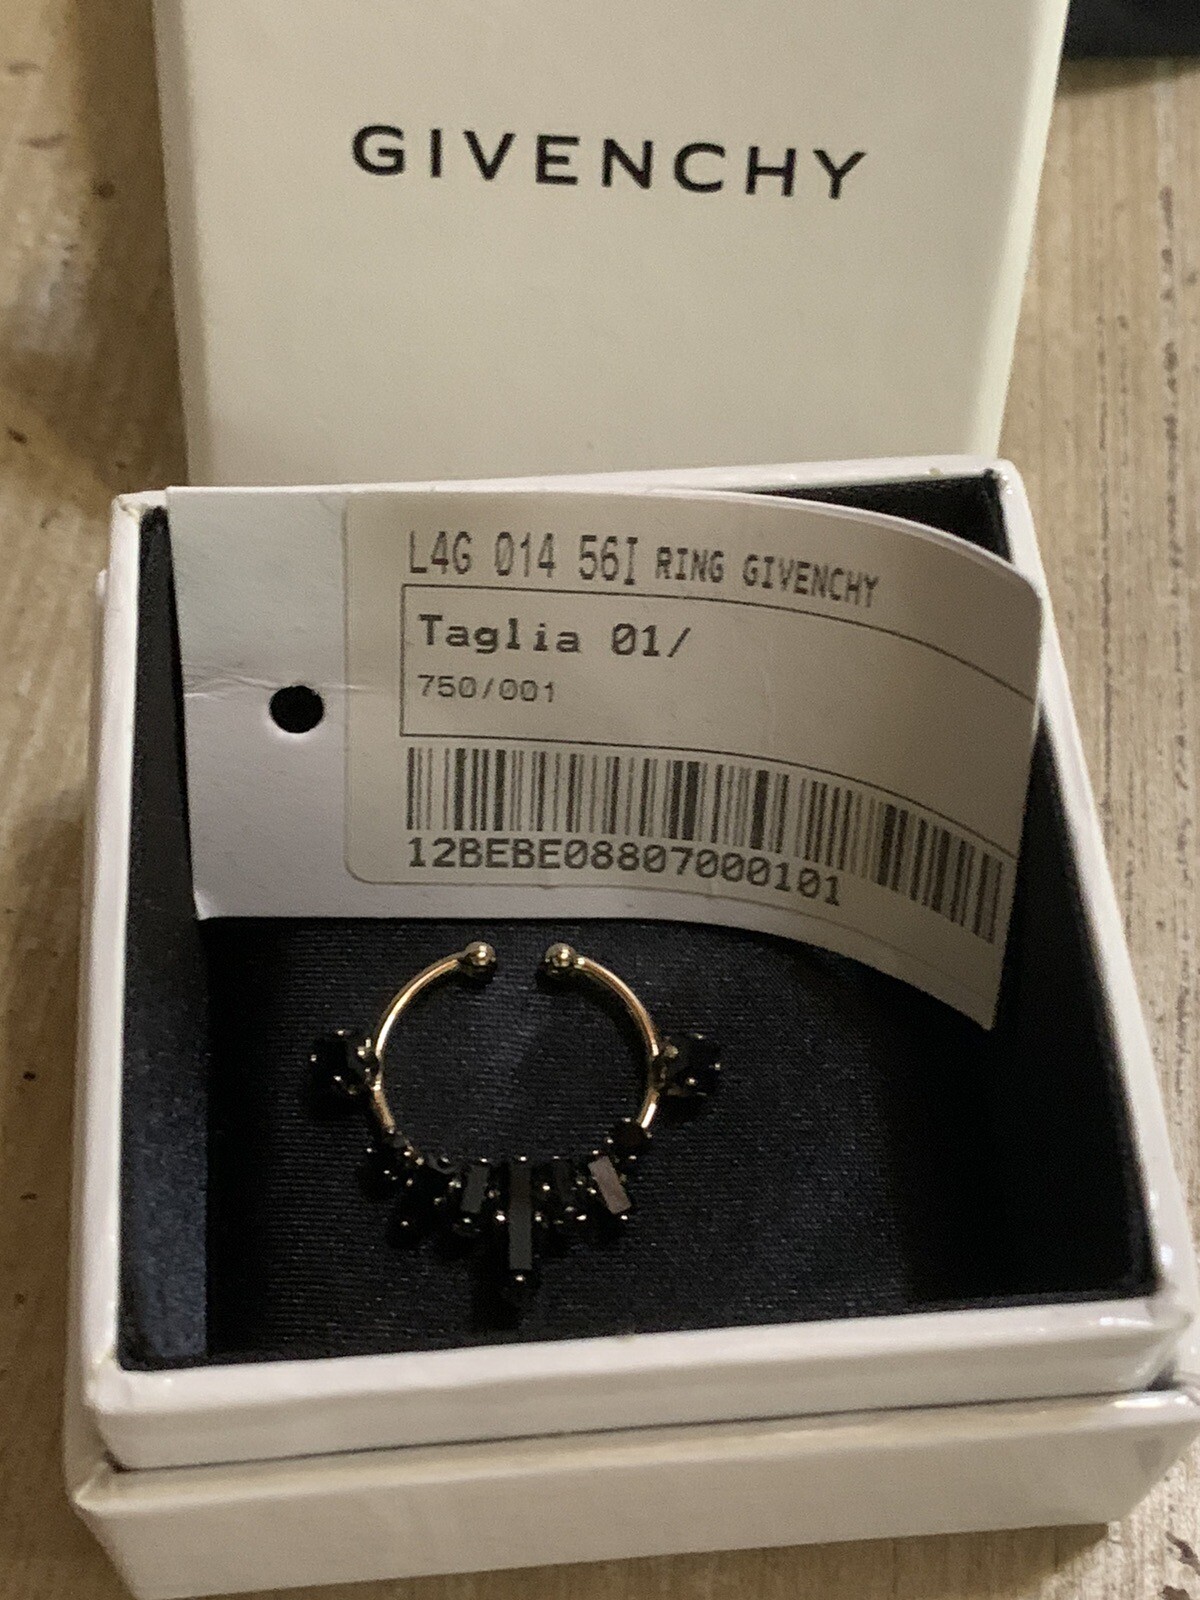 GIVENCHY
L4G 014 56I RING GIVENCHY
Taglia 01/
750/001
12BEBE08807000101